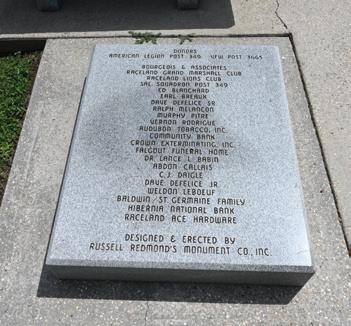 DONORS
AMERICAN LEGION POST 349 VFW POST 3665
BOURGEOIS & ASSOCIATES
RACELAND GRAND MARSHALL CLUB
RACELAND LIONS CLUB
SAL SQUADRON POST 349
ED BLANCHARD
EARL BREAUX
DAVE DEFELICE SR
RALPH MELANCON
MURPHY PITRE
VERNON RODRIGUE
AUDUBON TOBACCO, INC.
COMMUNITY BANK
CROWN EXTERMINATING, INC.
FALGOUT FUNERAL HOME
DR. LANCE L. BABIN
ABDON CALLAIS
C.J. DAIGLE
DAVE DEFELICE JR.
WELDON LEBOEUF
BALDWIN/ST GERMAINE FAMILY
HIBERNIA NATIONAL BANK
RACELAND ACE HARDWARE
DESIGNED & ERECTED BY
RUSSELL REDMOND'S MONUMENT CO., INC.